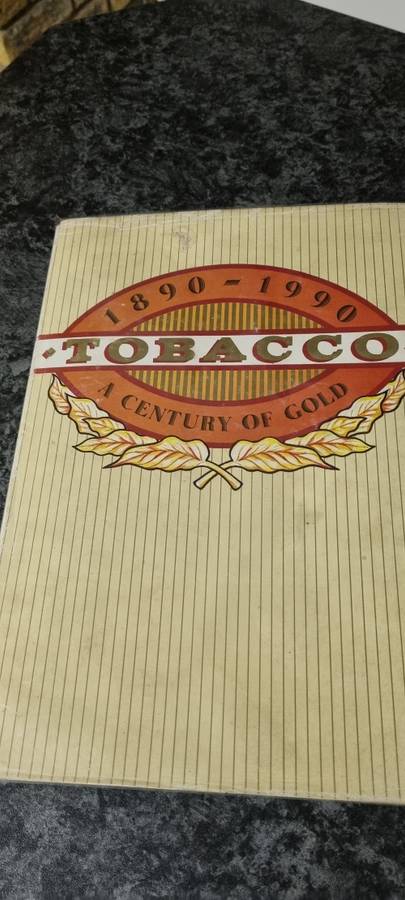 1890-1990
TOBACCO
A CENTURY OF GOLD